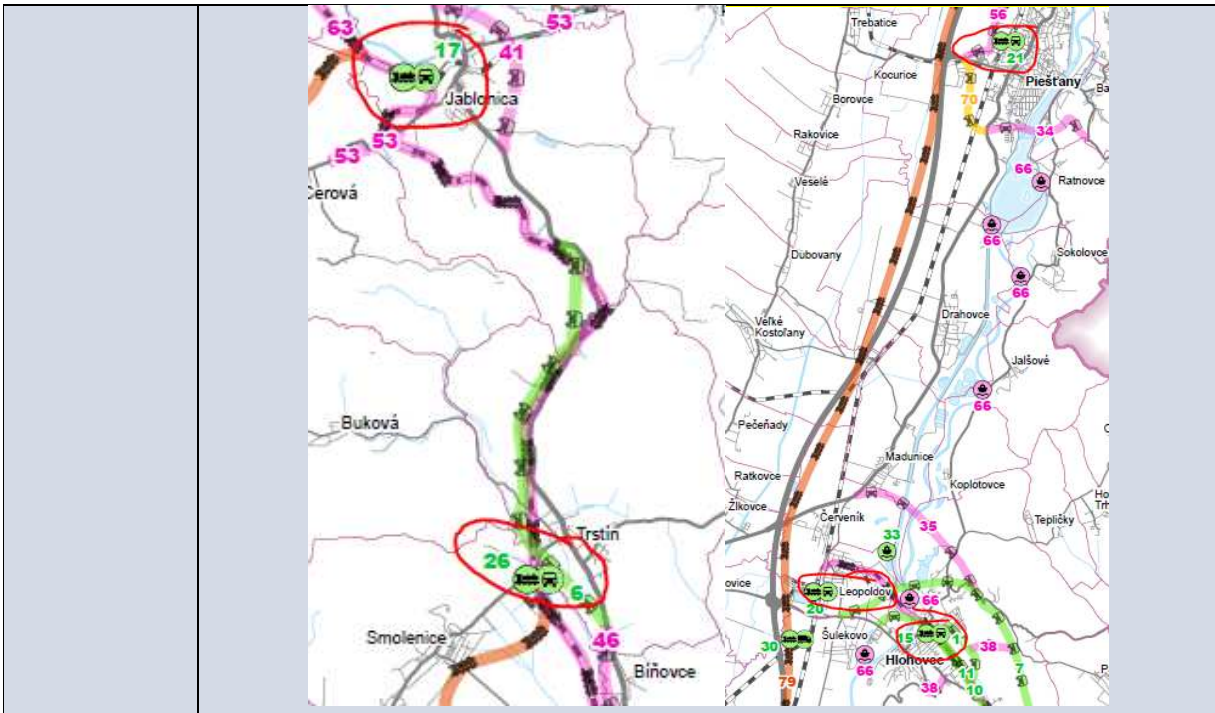 63
53
17
41
Jablonica
53
53
Cerová
Buková
Trstín
26
6
Smolenice
46
Bíňovce
Trebatice
56
21
Kocurice
Piešťany
70
Borovce
34
Rakovice
66
Ratnovce
Veselé
66
Sokolovce
Dubovany
66
Drahovce
Veľké
Kostoľany
Jalšové
66
Pečeňady
Madunice
Ratkovce
Koplotovce
Žlkovce
35
Tepličky
Červeník
33
ovice
Leopoldov
20
66
15
1
30
Šulekovo
38
66
Hlohovec
7
79
38
11
10